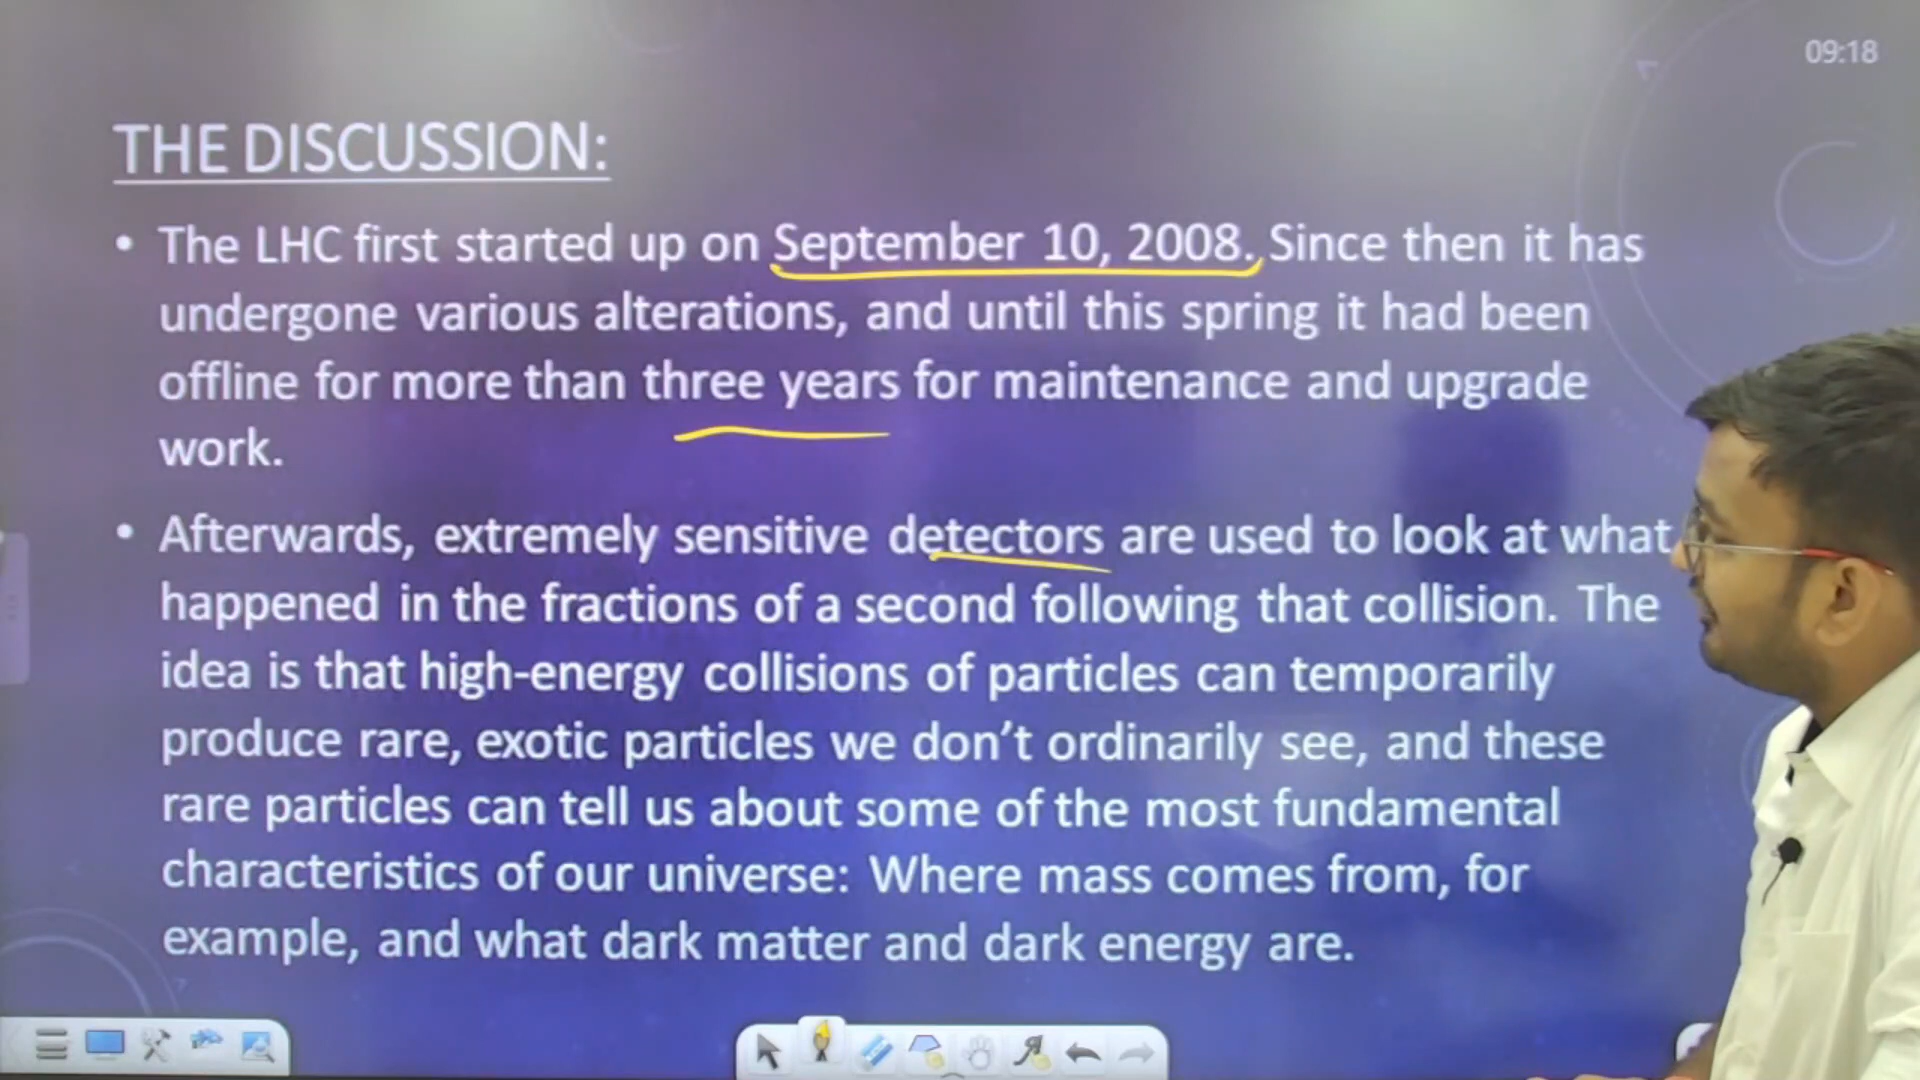 09:18
THE DISCUSSION:
• The LHC first started up on September 10, 2008. Since then it has
undergone various alterations, and until this spring it had been
offline for more than three years for maintenance and upgrade
work.
• Afterwards, extremely sensitive detectors are used to look at what
happened in the fractions of a second following that collision. The
idea is that high-energy collisions of particles can temporarily
produce rare, exotic particles we don’t ordinarily see, and these
rare particles can tell us about some of the most fundamental
characteristics of our universe: Where mass comes from, for
example, and what dark matter and dark energy are.